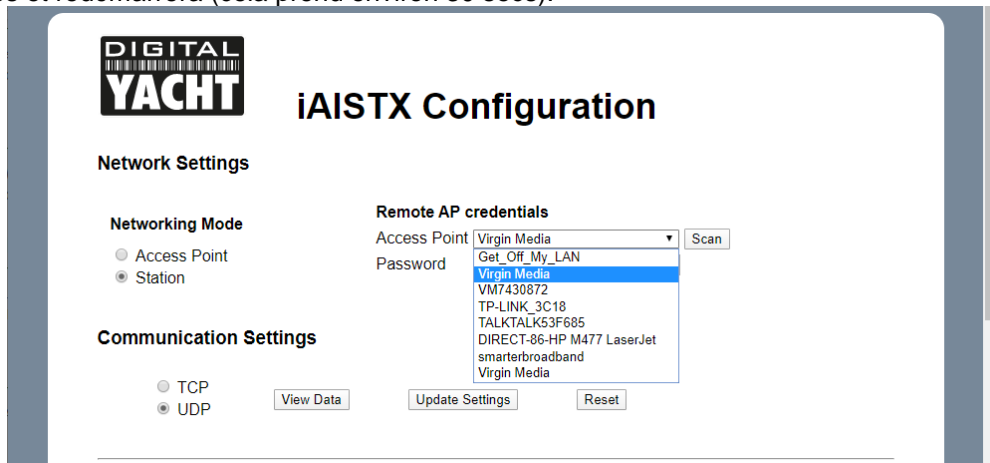 DIGITAL
YACHT
iAISTX Configuration
Network Settings
Networking Mode
Access Point
Station
Remote AP credentials
Access Point Virgin Media Scan
Password
Get_Off_My_LAN
Virgin Media
VM7430872
TP-LINK_3C18
TALKTALK53F685
DIRECT-86-HP M477 LaserJet
smarterbroadband
Virgin Media
Communication Settings
TCP
UDP
View Data Update Settings Reset